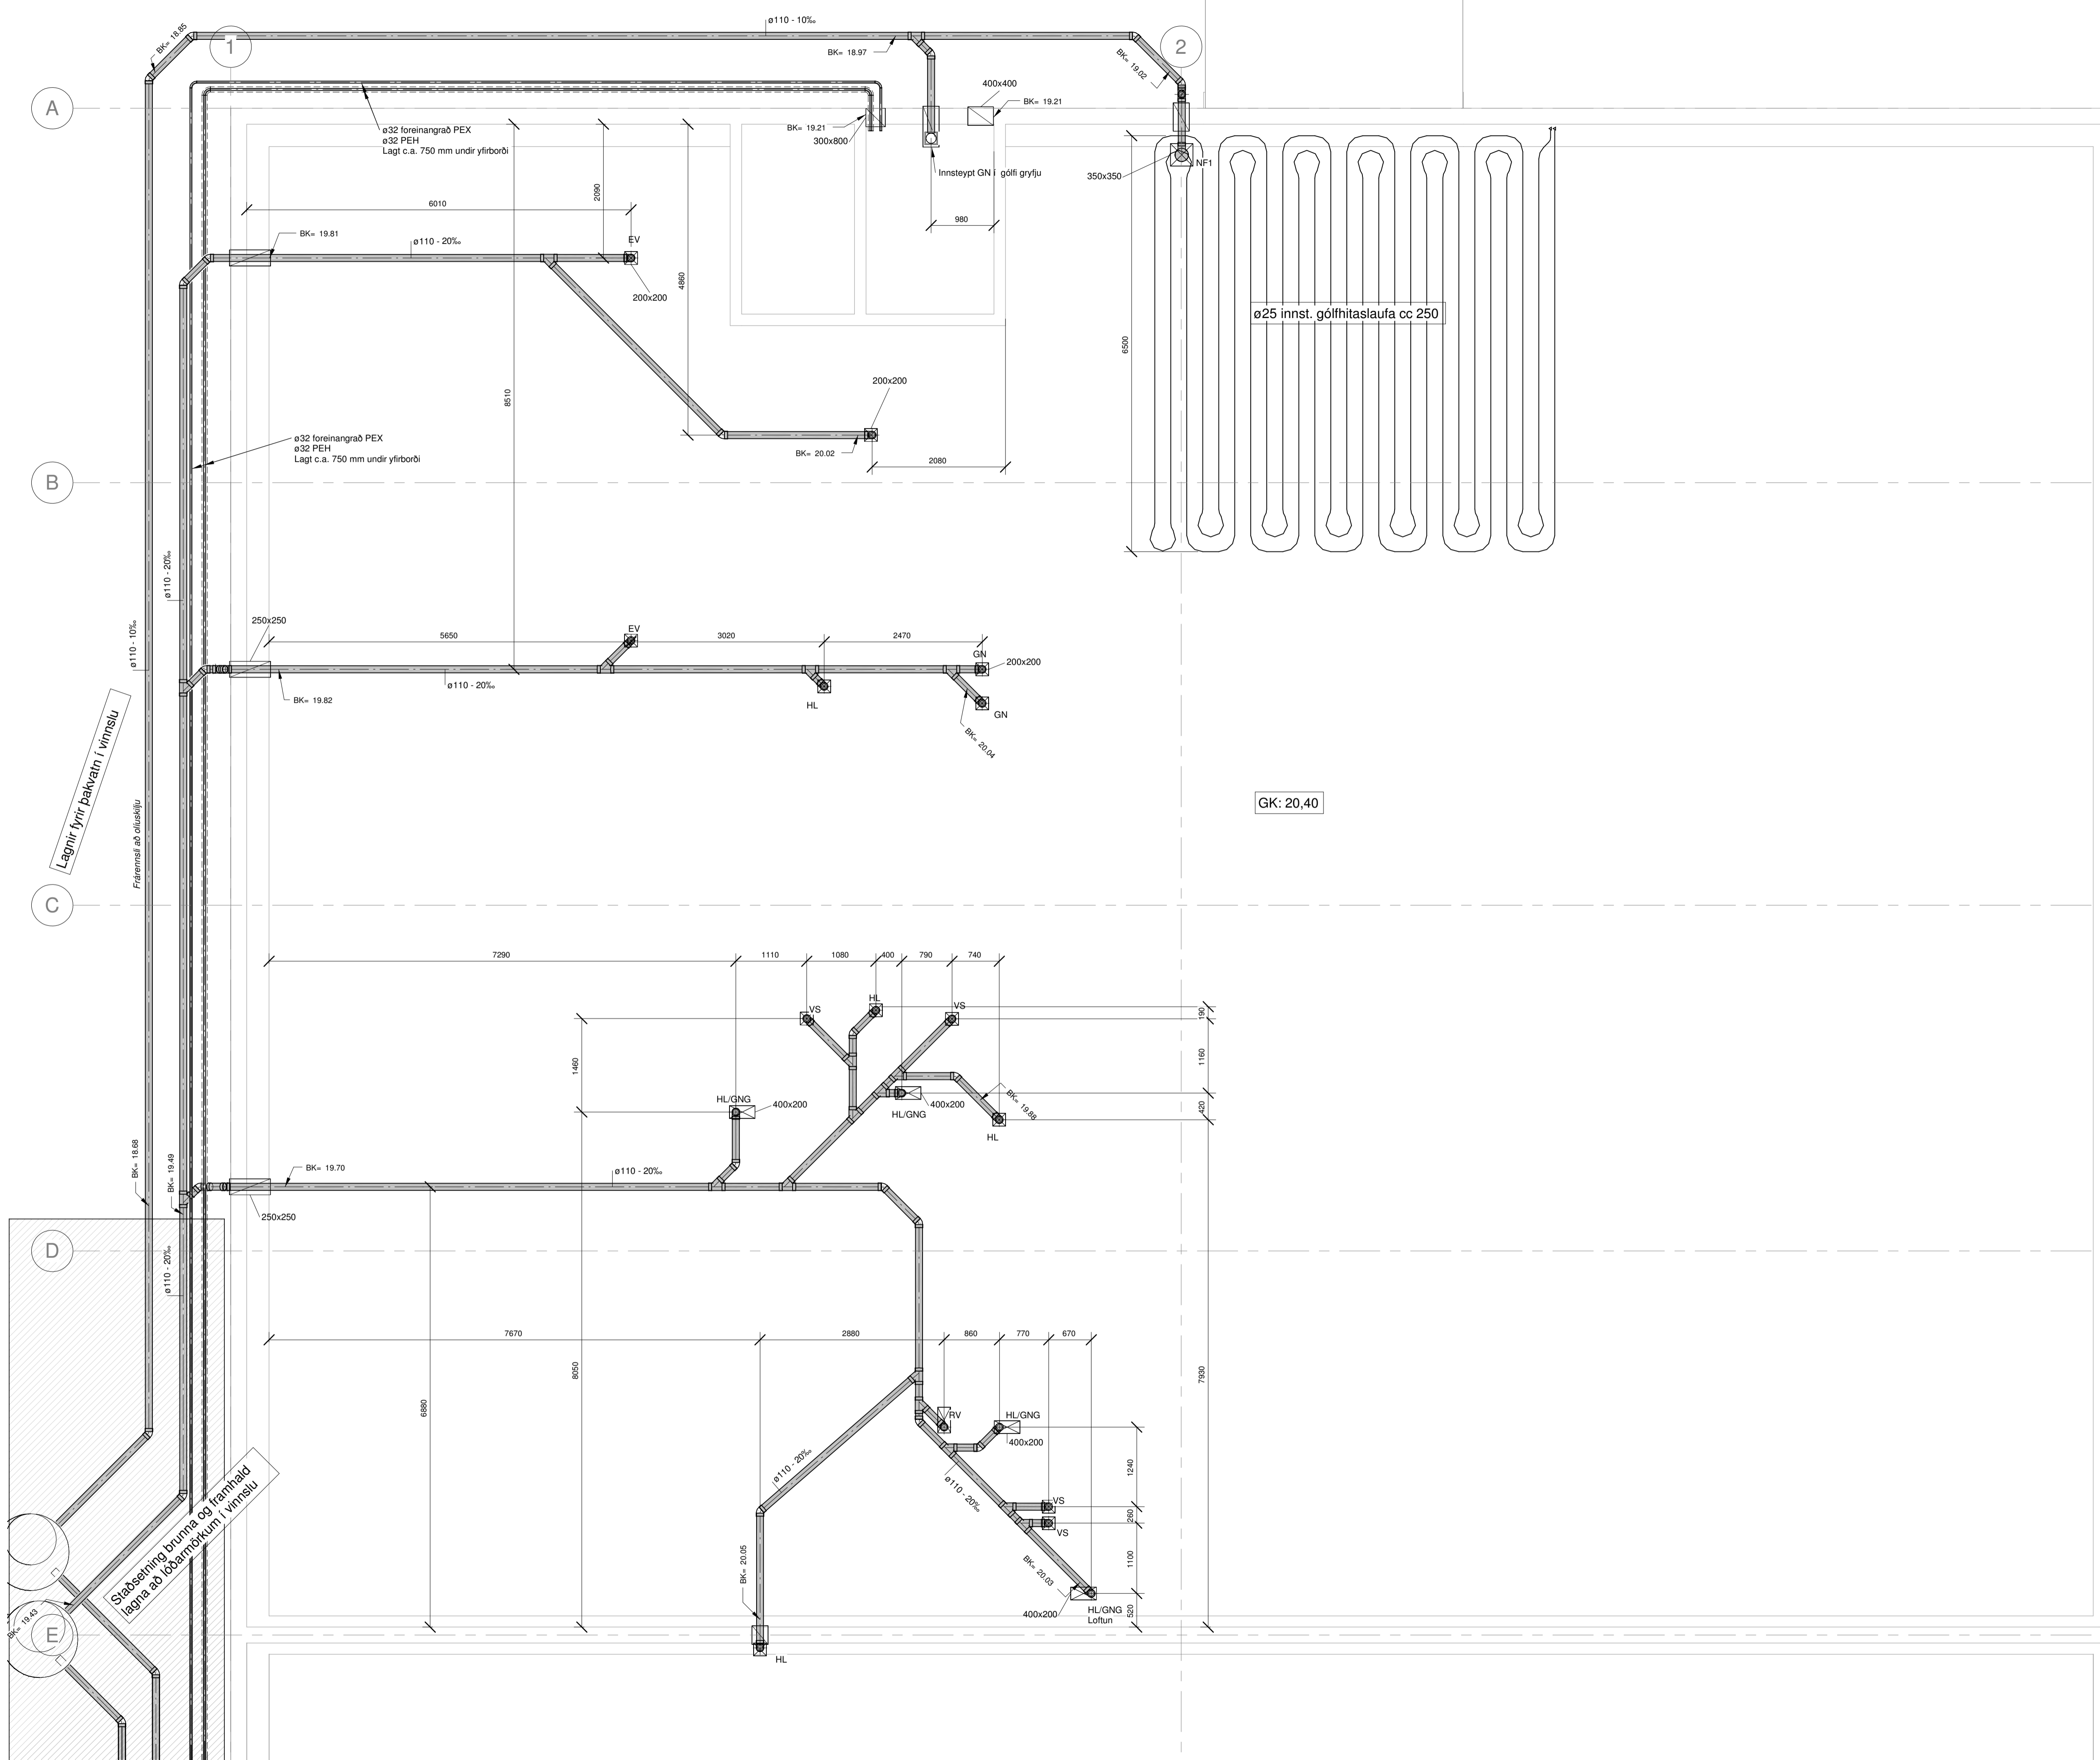 ø110 - 10‰
BK= 18.85
1
2
BK= 18.97
BK= 19.02
400x400
BK= 19.21
A
ø32 foreinangrað PEX
ø32 PEH
Lagt c.a. 750 mm undir yfirborði
BK= 19.21
300x800
Innsteypt GN í gólfi gryfju
NF1
350x350
2090
6010
980
BK= 19.81
ø110 - 20‰
EV
200x200
4860
ø25 innst. gólfhitaslaufa cc 250
6500
8510
200x200
ø32 foreinangrað PEX
ø32 PEH
Lagt c.a. 750 mm undir yfirborði
BK= 20.02
2080
B
ø110 - 20‰
ø110 - 10‰
250x250
5650
EV
3020
2470
GN
200x200
BK= 19.82
ø110 - 20‰
HL
GN
BK= 20.04
Lagnir fyrir þakvatn í vinnslu
Frárennsli að olíuskilju
GK: 20,40
C
7290
1110
1080
400
790
740
VS
HL
VS
190
1460
1160
HL/GNG
400x200
400x200
HL/GNG
BK= 19.88
420
HL
BK= 18.68
BK= 19.49
BK= 19.70
ø110 - 20‰
250x250
D
ø110 - 20‰
7670
2880
860
770
670
8050
6880
7930
RV
HL/GNG
400x200
ø110 - 20‰
ø110 - 20‰
1240
VS
260
VS
BK= 20.05
BK= 20.03
1100
400x200
HL/GNG
Loftun
520
Staðsetning brunna og framhald
lagna að lóðarmörkum í vinnslu
BK= 19.43
E
HL